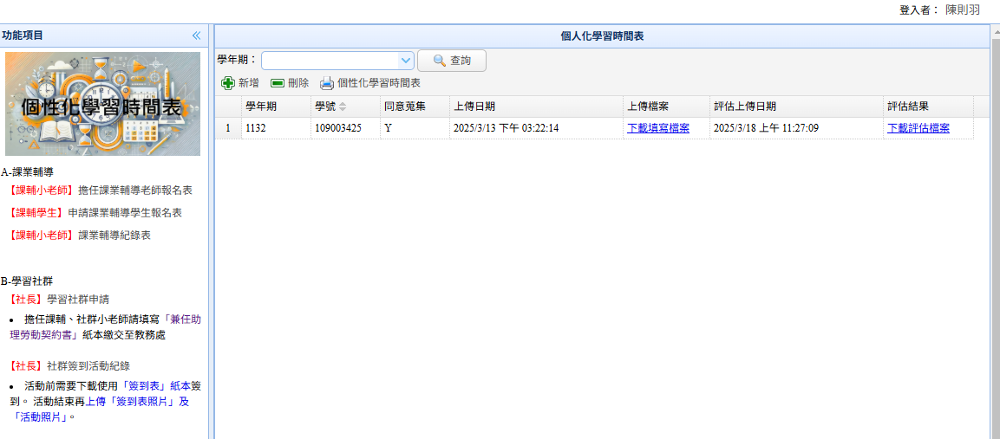 登入者： 陳則羽
功能項目
個人化學習時間表
個性化學習時間表
學年期：
查詢
新增 刪除 個性化學習時間表
學年期 學號 同意蒐集 上傳日期 上傳檔案 評估上傳日期 評估結果
1 1132 109003425 Y 2025/3/13 下午 03:22:14 下載填寫檔案 2025/3/18 上午 11:27:09 下載評估檔案
A-課業輔導
【課輔小老師】擔任課業輔導老師報名表
【課輔學生】申請課業輔導學生報名表
【課輔小老師】課業輔導紀錄表
B-學習社群
【社長】學習社群申請
• 擔任課輔、社群小老師請填寫「兼任助
理勞動契約書」紙本繳交至教務處
【社長】社群簽到活動紀錄
• 活動前需要下載使用「簽到表」紙本簽
到。 活動結束再上傳「簽到表照片」及
「活動照片」。